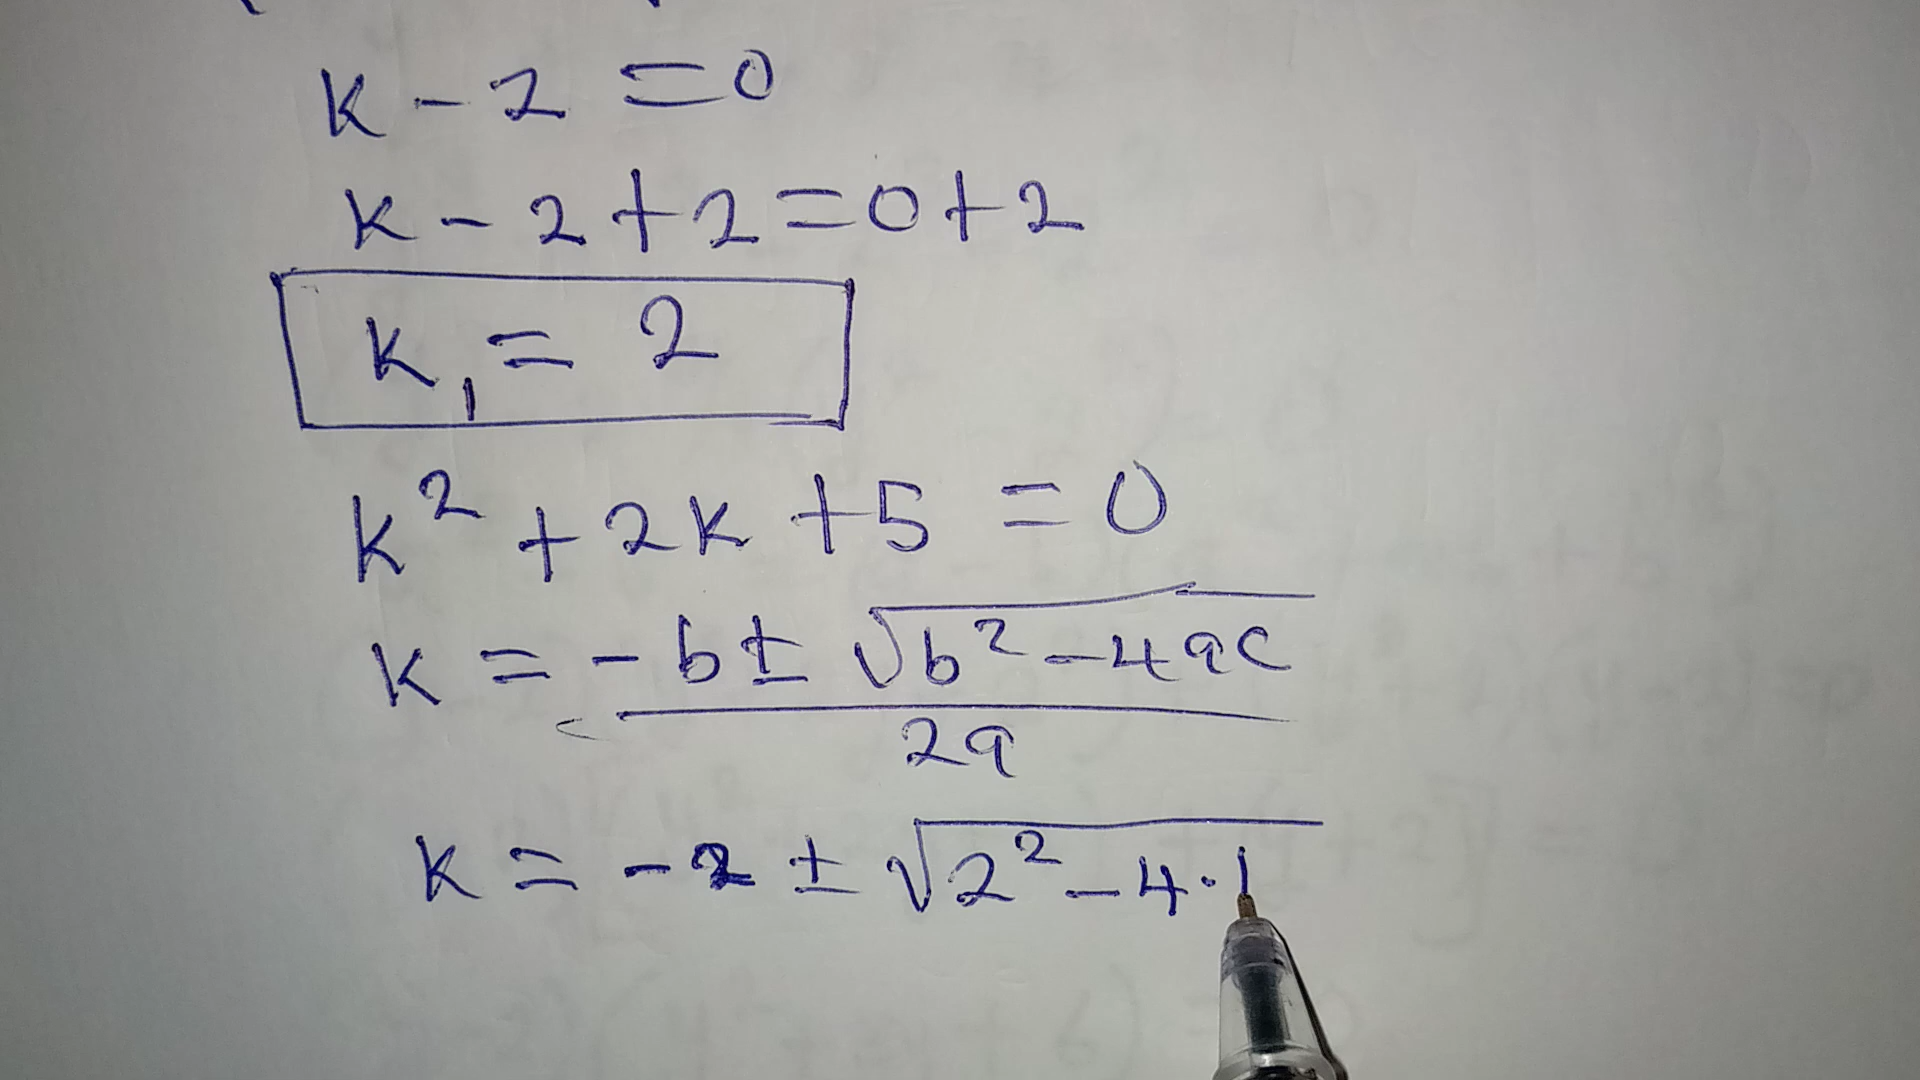 k - 2 = 0
k - 2 + 2 = 0 + 2
k₁ = 2
k² + 2k + 5 = 0
k = -b ± √b² - 4ac
2a
k = -2 ± √2² - 4·1